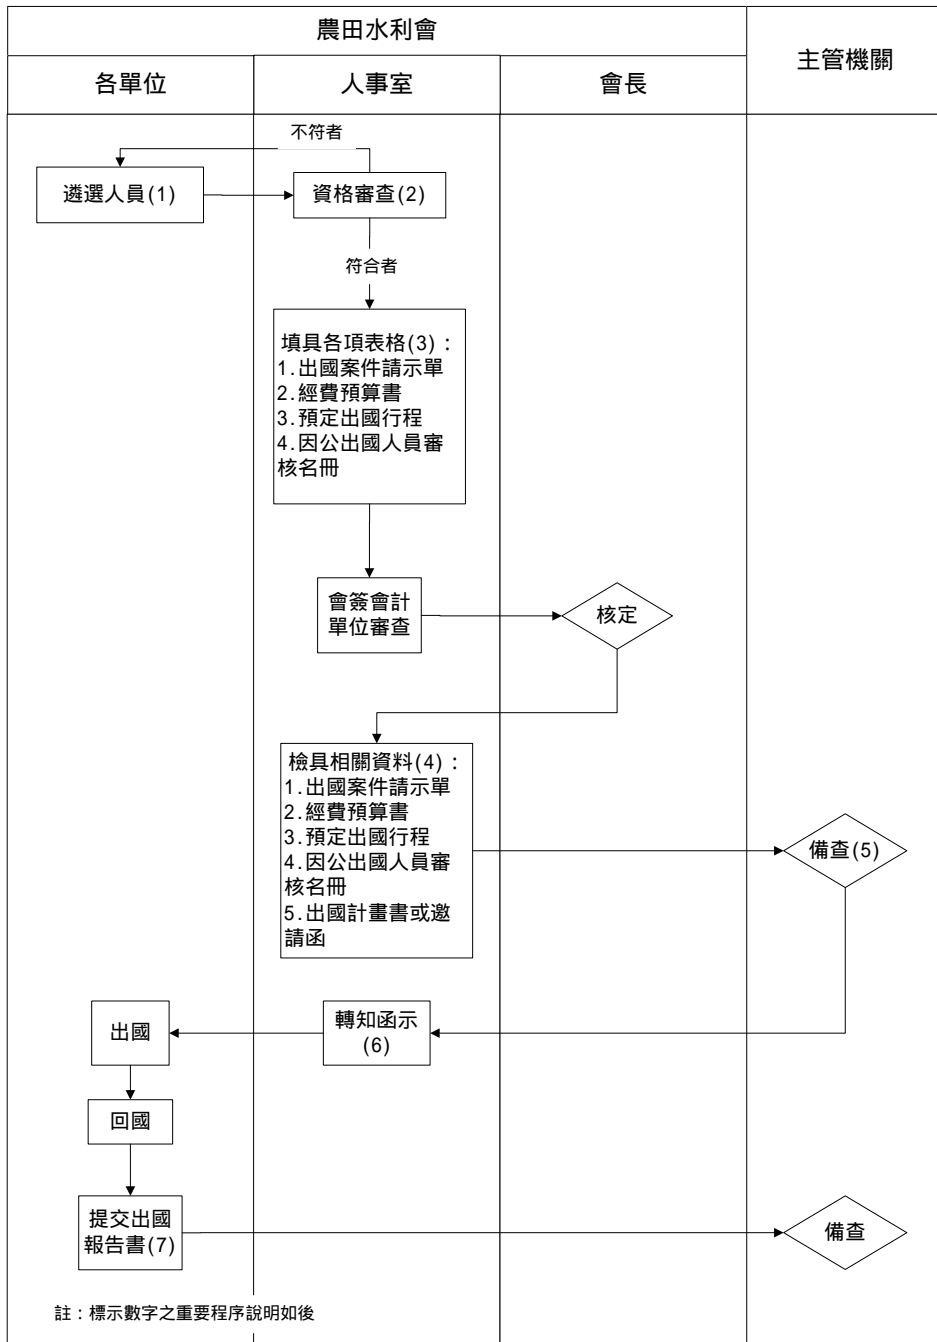 農田水利會
主管機關
各單位
人事室
會長
不符者
遴選人員(1)
資格審查(2)
符合者
填具各項表格(3)：
1.出國案件請示單
2.經費預算書
3.預定出國行程
4.因公出國人員審
核名冊
會簽會計
單位審查
核定
檢具相關資料(4)：
1.出國案件請示單
2.經費預算書
3.預定出國行程
4.因公出國人員審
核名冊
5.出國計畫書或邀
請函
備查(5)
轉知函示
(6)
出國
回國
提交出國
報告書(7)
備查
註：標示數字之重要程序說明如後